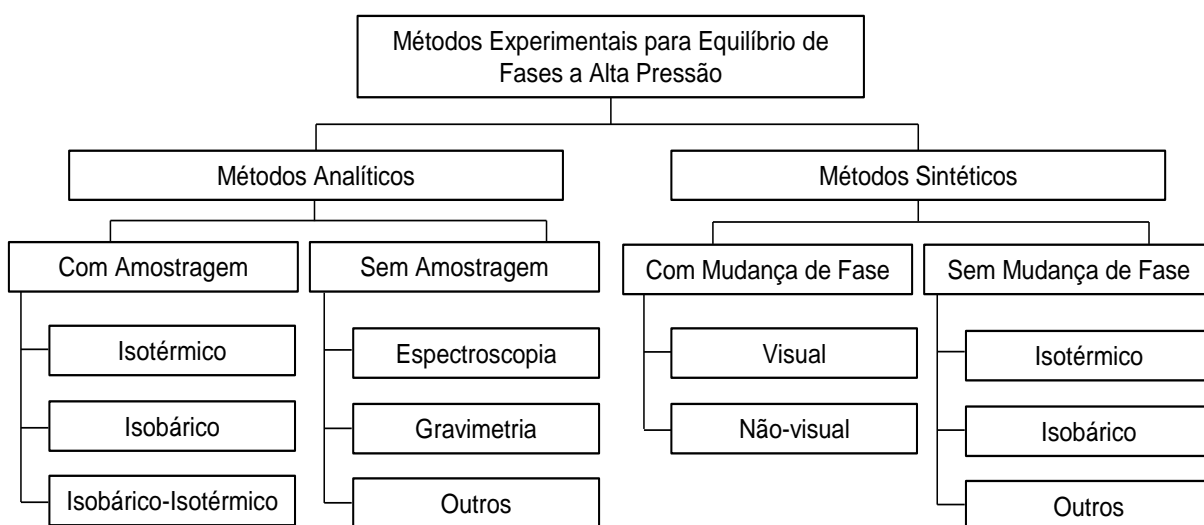 Métodos Experimentais para Equilíbrio de
Fases a Alta Pressão
Métodos Analíticos
Métodos Sintéticos
Com Amostragem
Sem Amostragem
Com Mudança de Fase
Sem Mudança de Fase
Isotérmico
Isobárico
Isobárico-Isotérmico
Espectroscopia
Gravimetria
Outros
Visual
Não-visual
Isotérmico
Isobárico
Outros